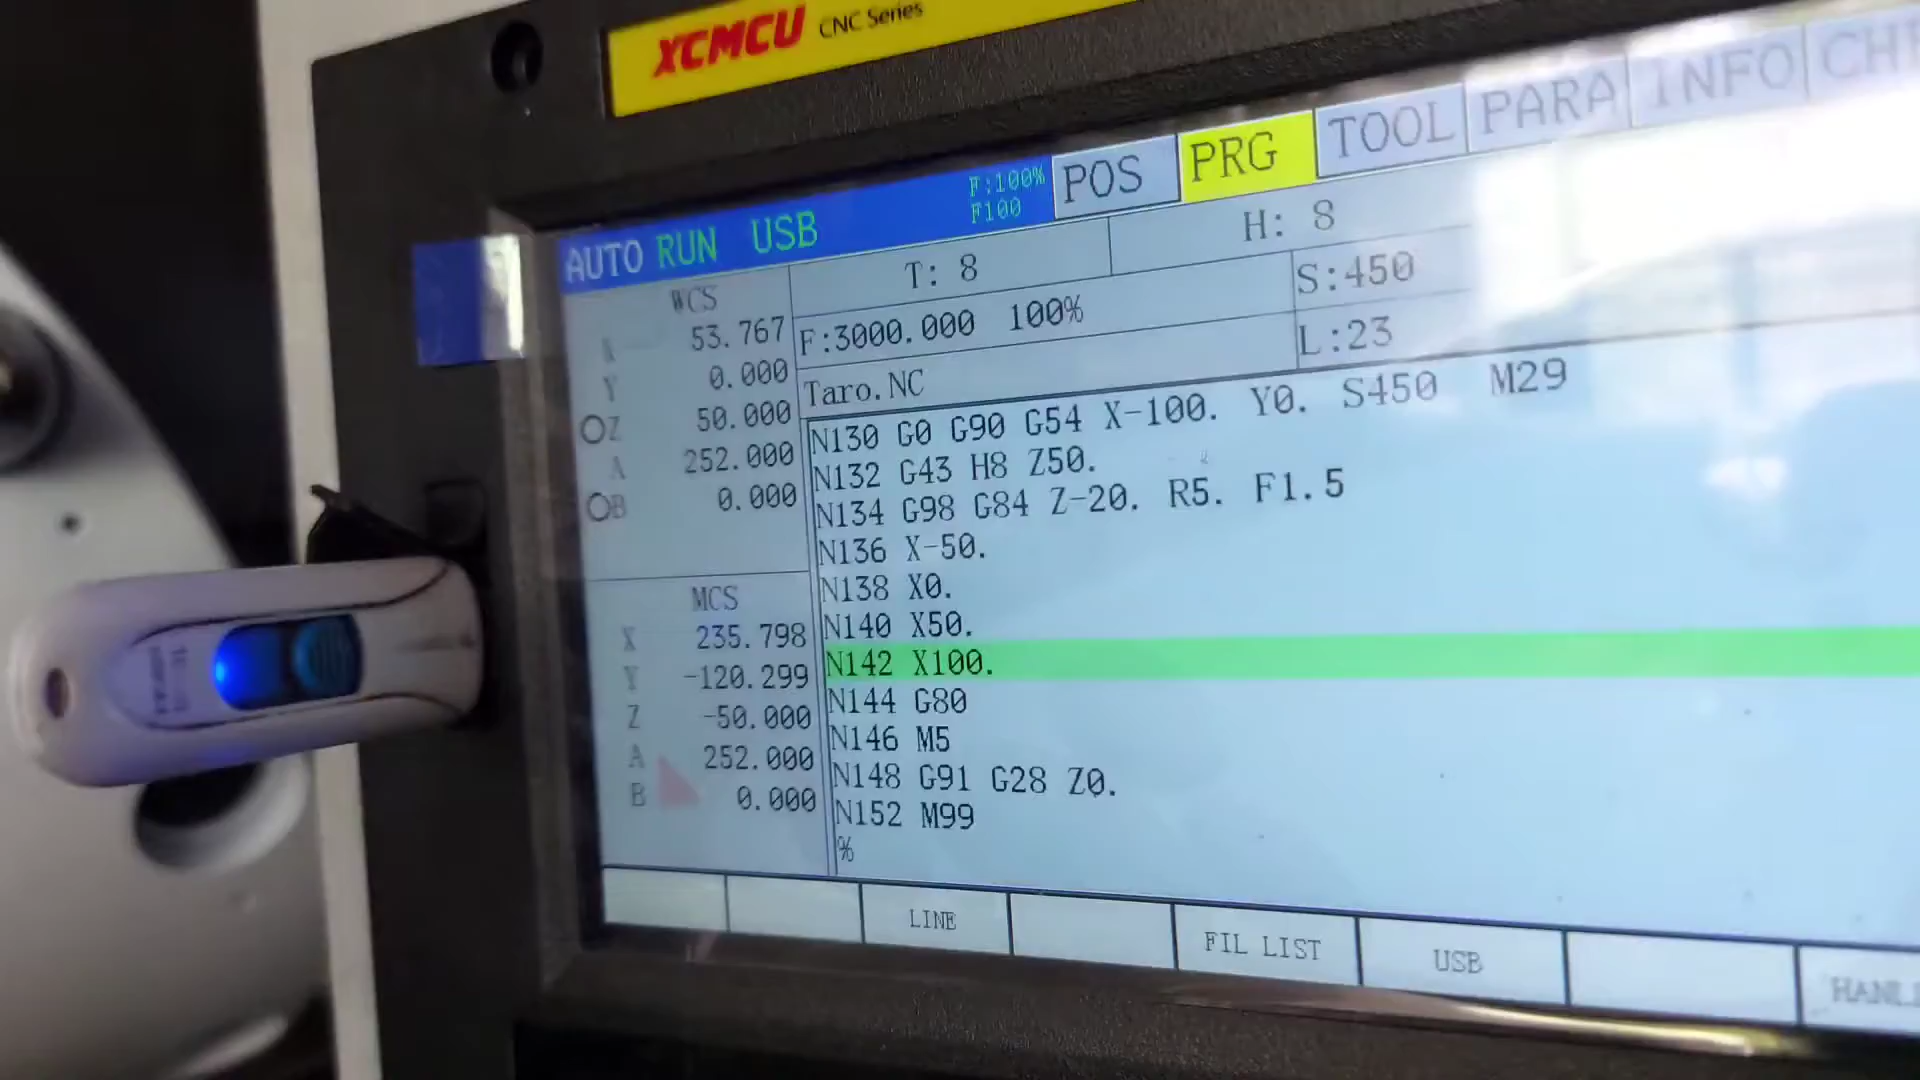 XCMCU CNC Series
AUTO RUN USB F:100% F100 POS PRG TOOL PARA INFO
T: 8 H: 8
F:3000.000 100% S:450
Taro.NC L:23
WCS
X 53.767
Y 0.000
Z 50.000
A 252.000
B 0.000
MCS
X 235.798
Y -120.299
Z -50.000
A 252.000
B 0.000
N130 G0 G90 G54 X-100. Y0. S450 M29
N132 G43 H8 Z50.
N134 G98 G84 Z-20. R5. F1.5
N136 X-50.
N138 X0.
N140 X50.
N142 X100.
N144 G80
N146 M5
N148 G91 G28 Z0.
N152 M99
%
LINE FIL LIST USB